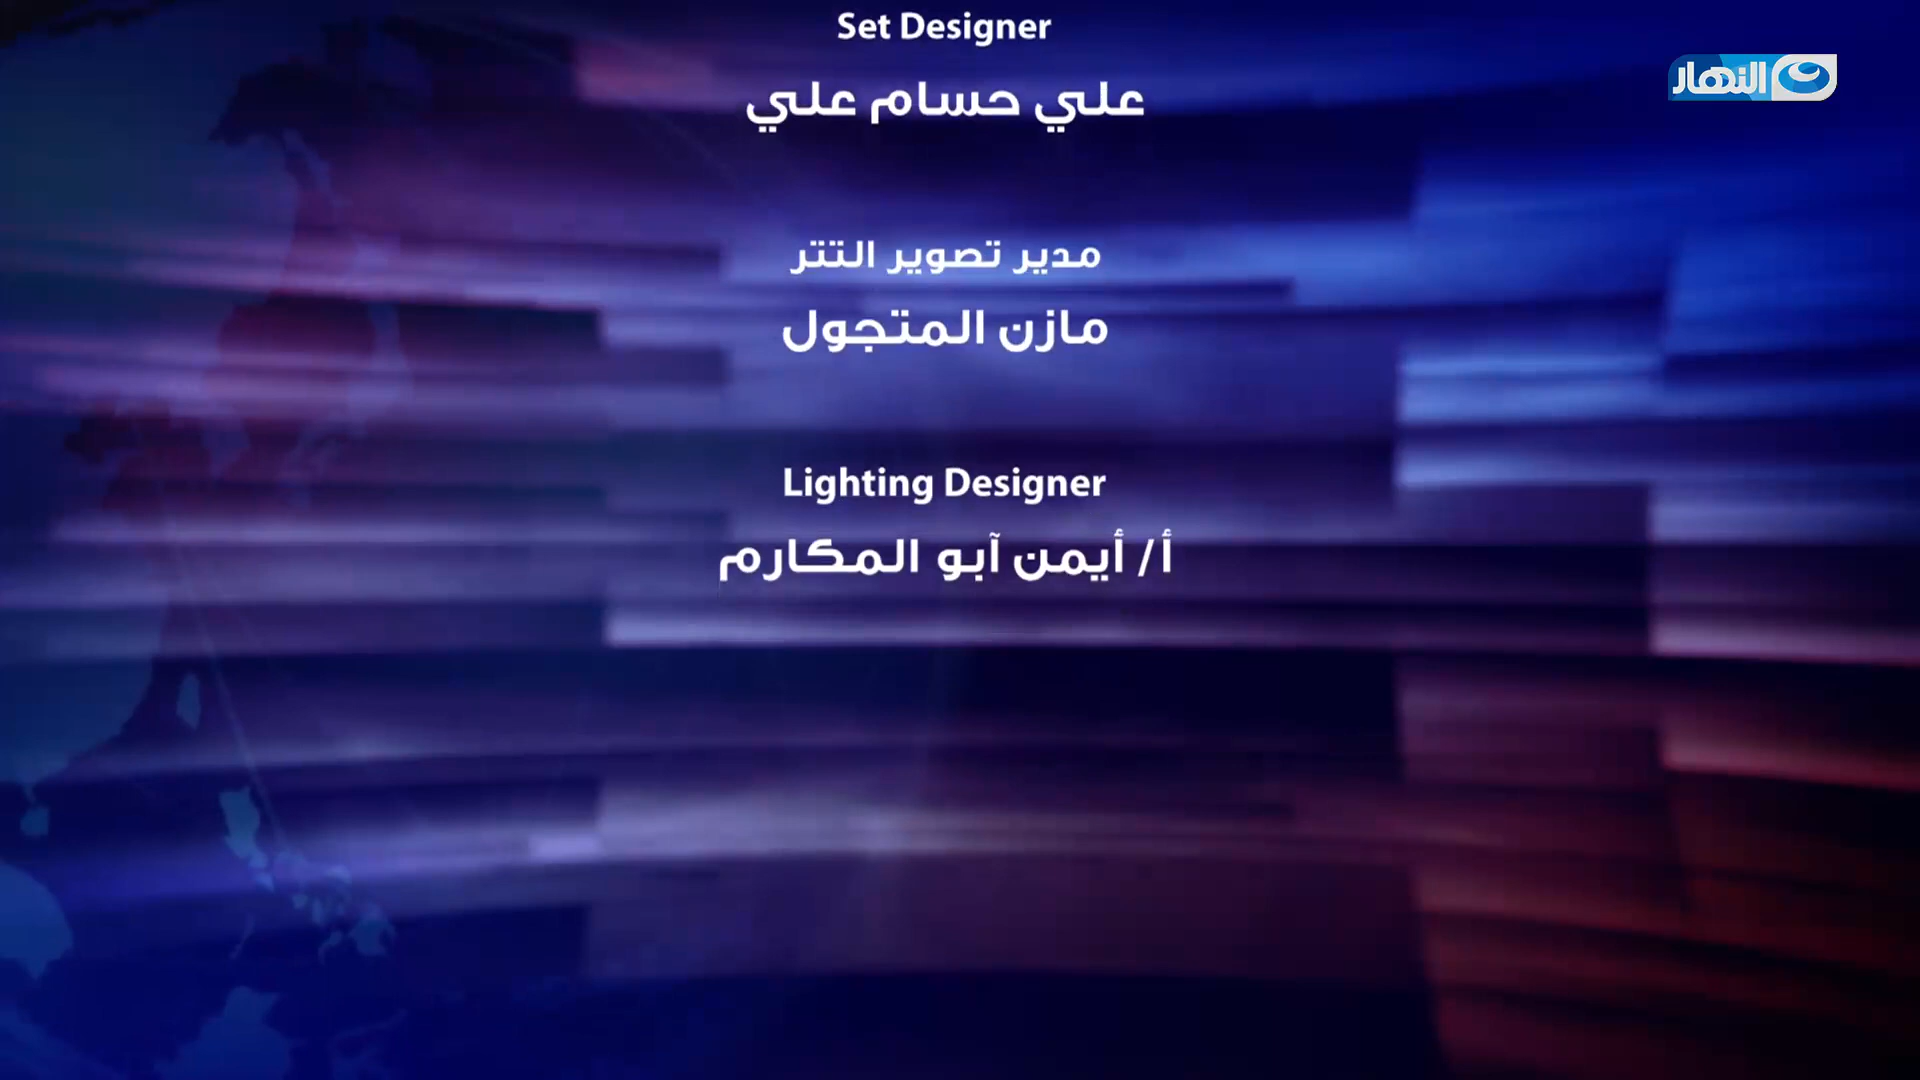 Set Designer
علي حسام علي
النهار
مدير تصوير التتر
مازن المتجول
Lighting Designer
أ/ أيمن آبو المكارم